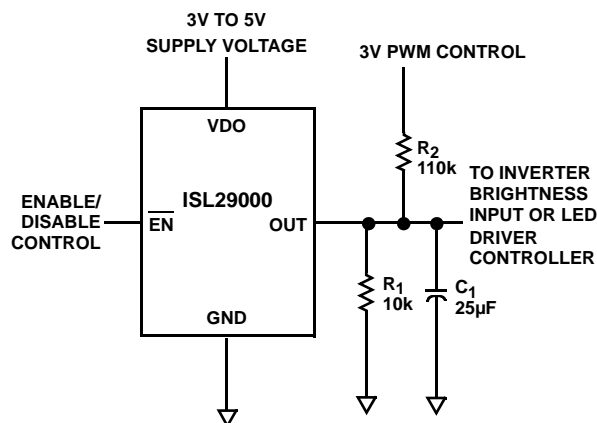 3V TO 5V
SUPPLY VOLTAGE
3V PWM CONTROL
VDO
R2
110k
TO INVERTER
BRIGHTNESS
INPUT OR LED
DRIVER
CONTROLLER
ENABLE/
DISABLE
CONTROL
ISL29000
EN
OUT
R1
10k
C1
25µF
GND